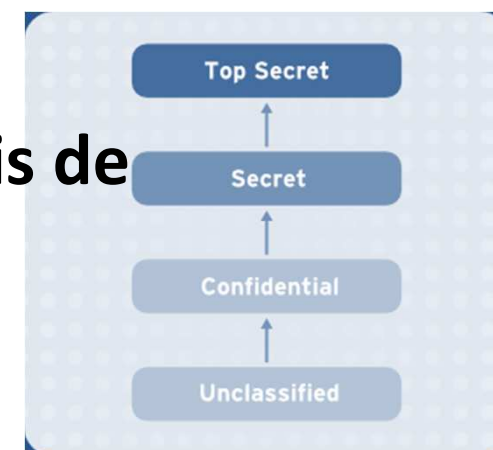 Top Secret
is de
Secret
Confidential
Unclassified